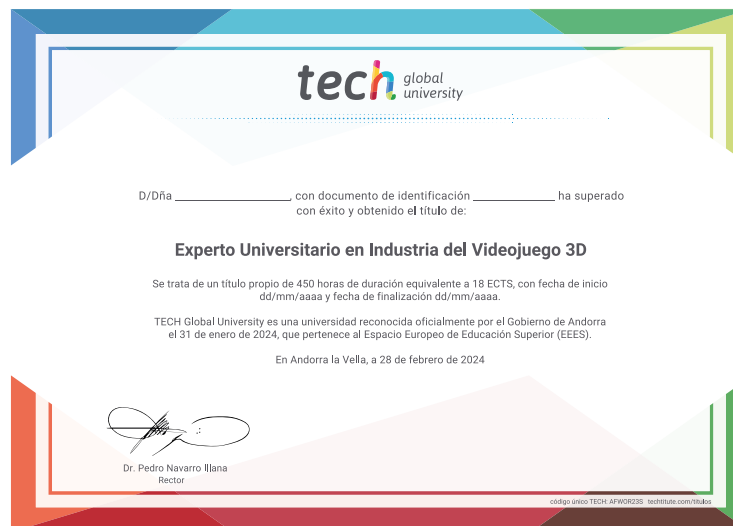 tech global
university
D/Dña ______________, con documento de identificación __________ ha superado
con éxito y obtenido el título de:
Experto Universitario en Industria del Videojuego 3D
Se trata de un título propio de 450 horas de duración equivalente a 18 ECTS, con fecha de inicio
dd/mm/aaaa y fecha de finalización dd/mm/aaaa.
TECH Global University es una universidad reconocida oficialmente por el Gobierno de Andorra
el 31 de enero de 2024, que pertenece al Espacio Europeo de Educación Superior (EEES).
En Andorra la Vella, a 28 de febrero de 2024
Dr. Pedro Navarro Illana
Rector
código único TECH: AFWOR23S techtitute.com/titulos